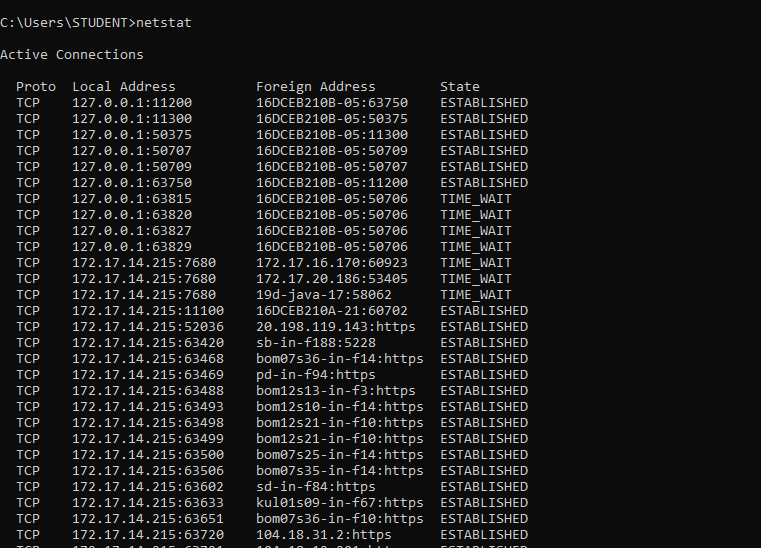 C:\Users\STUDENT>netstat
Active Connections
Proto  Local Address          Foreign Address        State
TCP    127.0.0.1:11200        16DCEB210B-05:63750    ESTABLISHED
TCP    127.0.0.1:11300        16DCEB210B-05:50375    ESTABLISHED
TCP    127.0.0.1:50375        16DCEB210B-05:11300    ESTABLISHED
TCP    127.0.0.1:50707        16DCEB210B-05:50709    ESTABLISHED
TCP    127.0.0.1:50709        16DCEB210B-05:50707    ESTABLISHED
TCP    127.0.0.1:63750        16DCEB210B-05:11200    ESTABLISHED
TCP    127.0.0.1:63815        16DCEB210B-05:50706    TIME_WAIT
TCP    127.0.0.1:63820        16DCEB210B-05:50706    TIME_WAIT
TCP    127.0.0.1:63827        16DCEB210B-05:50706    TIME_WAIT
TCP    127.0.0.1:63829        16DCEB210B-05:50706    TIME_WAIT
TCP    172.17.14.215:7680     172.17.16.170:60923    TIME_WAIT
TCP    172.17.14.215:7680     172.17.20.186:53405    TIME_WAIT
TCP    172.17.14.215:7680     19d-java-17:58062      TIME_WAIT
TCP    172.17.14.215:11100    16DCEB210A-21:60702    ESTABLISHED
TCP    172.17.14.215:52036    20.198.119.143:https   ESTABLISHED
TCP    172.17.14.215:63420    sb-in-f188:5228        ESTABLISHED
TCP    172.17.14.215:63468    bom07s36-in-f14:https  ESTABLISHED
TCP    172.17.14.215:63469    pd-in-f94:https        ESTABLISHED
TCP    172.17.14.215:63488    bom12s13-in-f3:https   ESTABLISHED
TCP    172.17.14.215:63493    bom12s10-in-f14:https  ESTABLISHED
TCP    172.17.14.215:63498    bom12s21-in-f10:https  ESTABLISHED
TCP    172.17.14.215:63499    bom12s21-in-f10:https  ESTABLISHED
TCP    172.17.14.215:63500    bom07s25-in-f14:https  ESTABLISHED
TCP    172.17.14.215:63506    bom07s35-in-f14:https  ESTABLISHED
TCP    172.17.14.215:63602    sd-in-f84:https        ESTABLISHED
TCP    172.17.14.215:63633    kul01s09-in-f67:https  ESTABLISHED
TCP    172.17.14.215:63651    bom07s36-in-f10:https  ESTABLISHED
TCP    172.17.14.215:63720    104.18.31.2:https      ESTABLISHED
TCP    ESTABLISHED